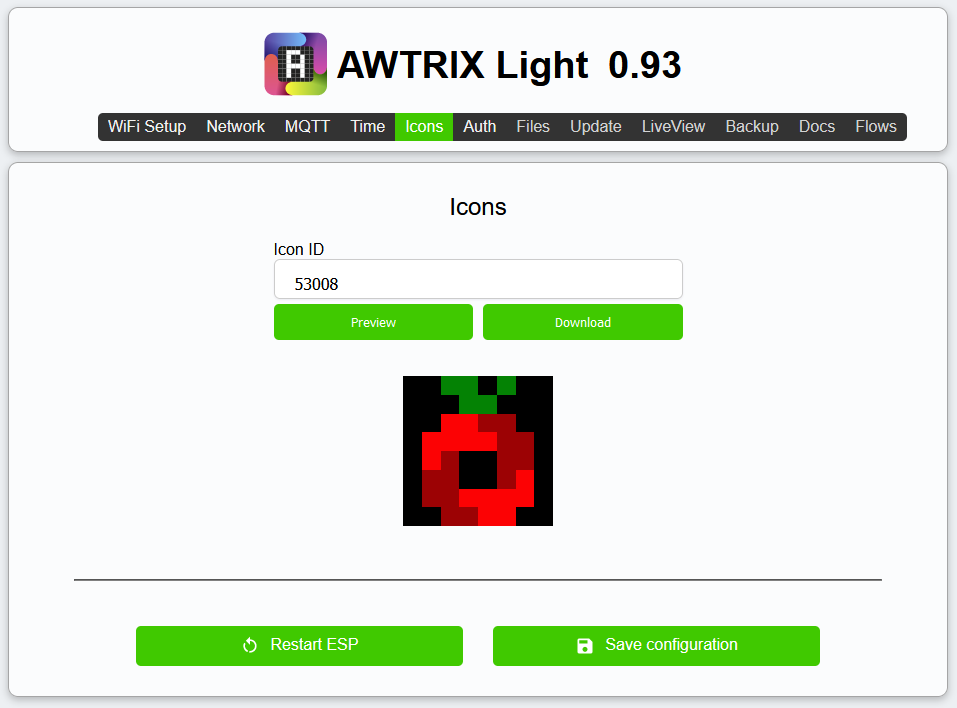 AWTRIX Light 0.93
WiFi Setup Network MQTT Time Icons Auth Files Update LiveView Backup Docs Flows
Icons
Icon ID
53008
Preview Download
Restart ESP Save configuration